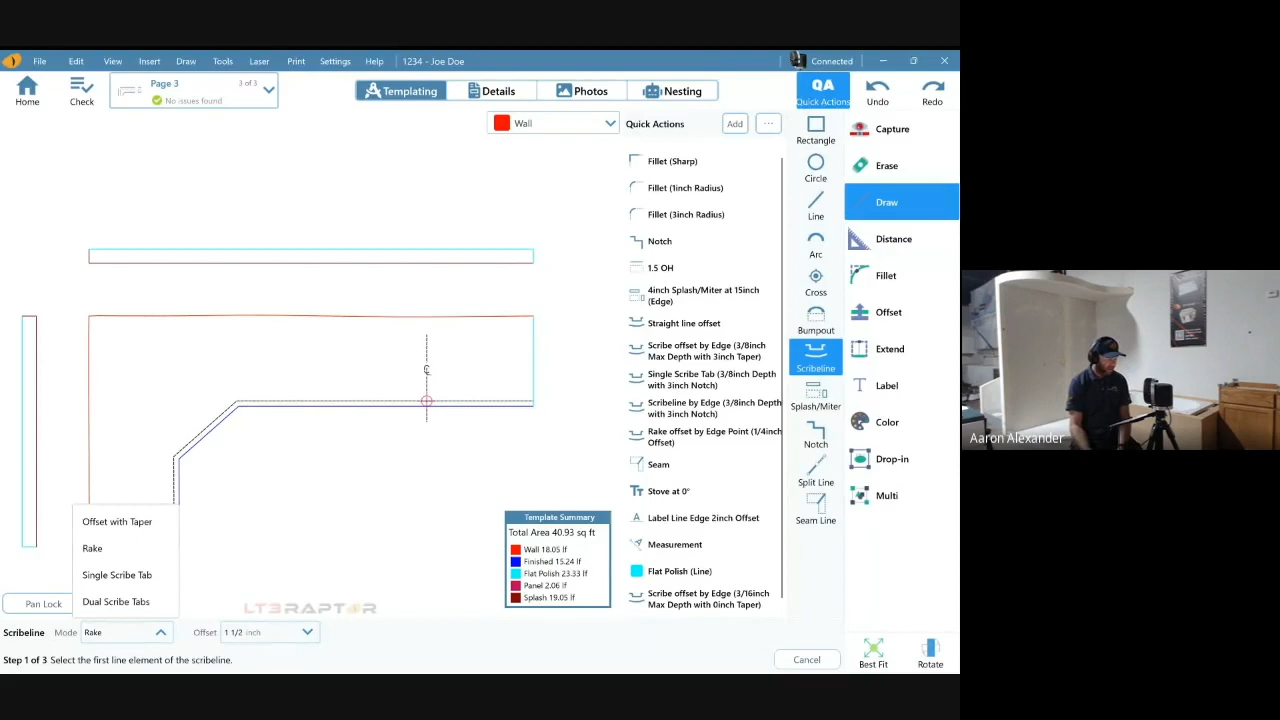 File Edit View Insert Draw Tools Laser Print Settings Help 1234 - Joe Doe Connected
Home
Check
Page 3
3 of 3
No issues found
Templating
Details
Photos
Nesting
QA
Quick Actions
Undo
Redo
Wall
Quick Actions
Add
...
Fillet (Sharp)
Fillet (1inch Radius)
Fillet (3inch Radius)
Notch
1.5 OH
4inch Splash/Miter at 15inch
(Edge)
Straight line offset
Scribe offset by Edge (3/8inch
Max Depth with 3inch Taper)
Single Scribe Tab (3/8inch Depth
with 3inch Notch)
Scribeline by Edge (3/8inch Depth
with 3inch Notch)
Rake offset by Edge Point (1/4inch
Offset)
Seam
Stove at 0°
Label Line Edge 2inch Offset
Measurement
Flat Polish (Line)
Scribe offset by Edge (3/16inch
Max Depth with 0inch Taper)
Rectangle
Circle
Line
Arc
Cross
Bumpout
Scribeline
Splash/Miter
Notch
Split Line
Seam Line
Capture
Erase
Draw
Distance
Fillet
Offset
Extend
Label
Color
Drop-in
Multi
Best Fit
Rotate
Template Summary
Total Area 40.93 sq ft
Wall 18.05 lf
Finished 15.24 lf
Flat Polish 23.33 lf
Panel 2.06 lf
Splash 19.05 lf
Offset with Taper
Rake
Single Scribe Tab
Dual Scribe Tabs
Pan Lock
LT3RAPTOR
Scribeline Mode Rake Offset 1 1/2 inch
Step 1 of 3 Select the first line element of the scribeline.
Cancel
Aaron Alexander